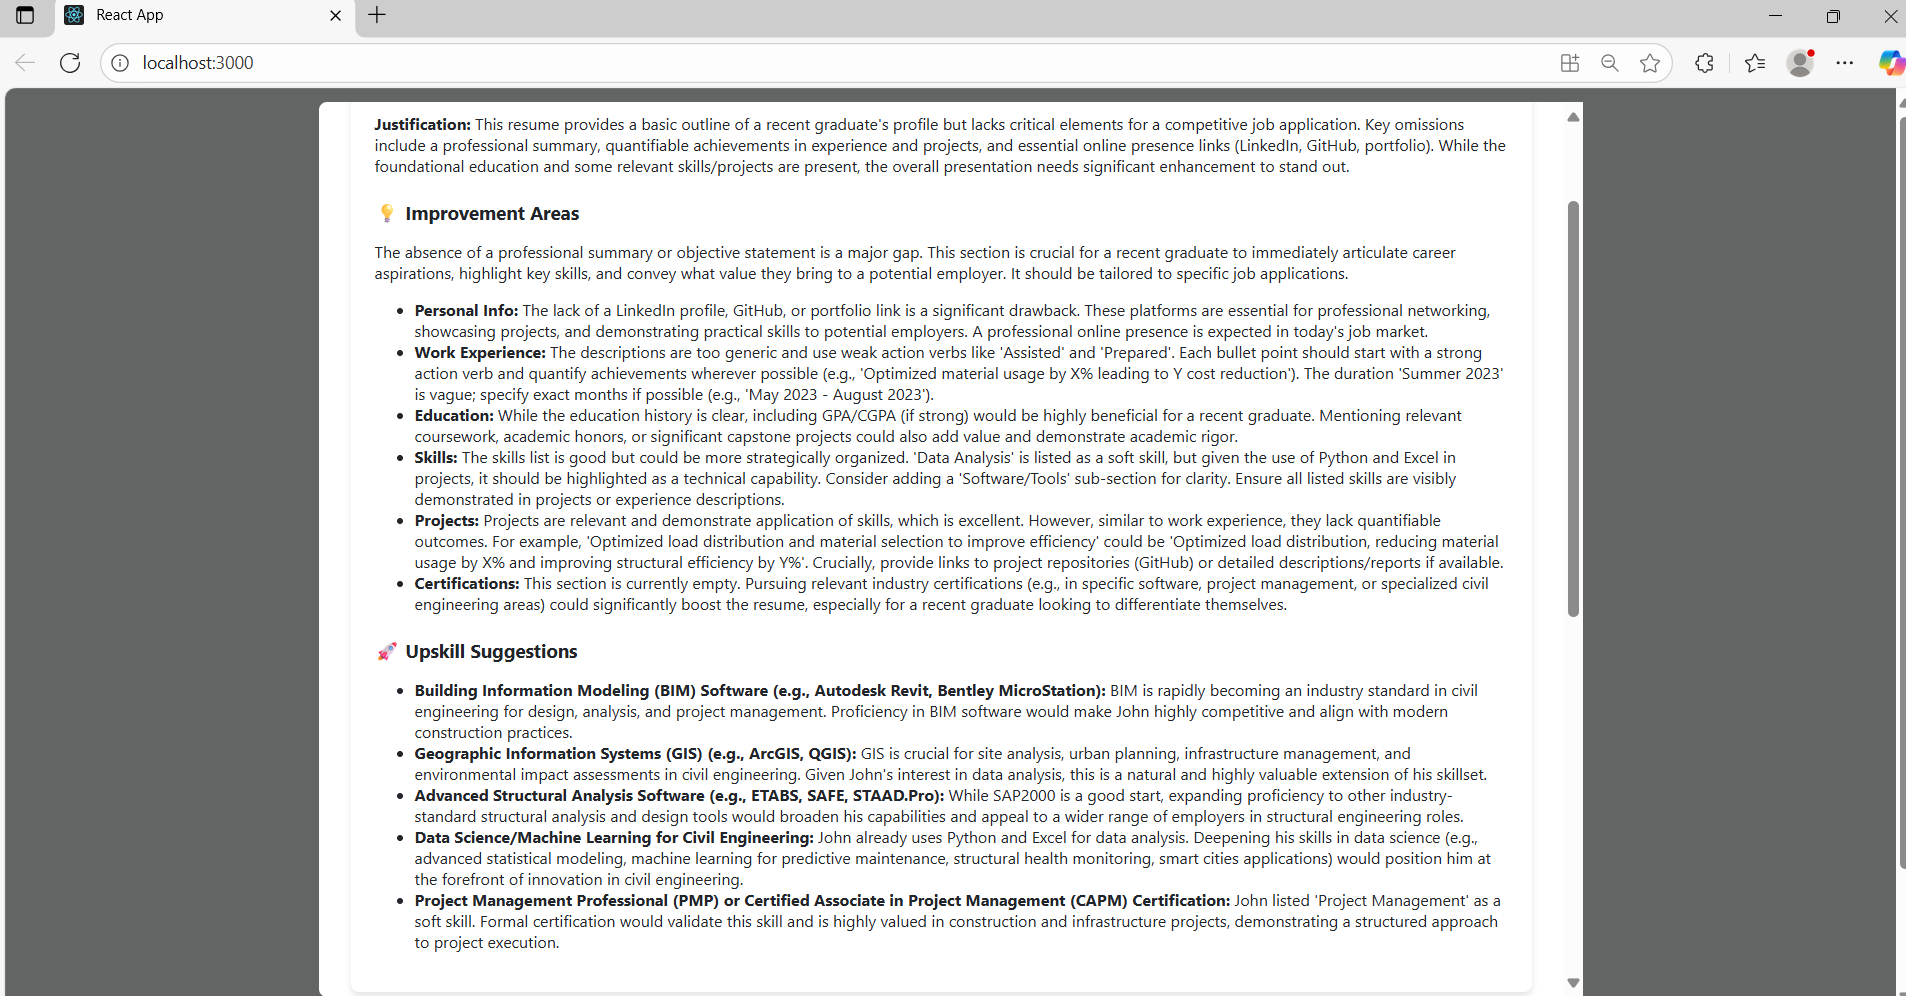 React App
localhost:3000
Justification: This resume provides a basic outline of a recent graduate's profile but lacks critical elements for a competitive job application. Key omissions
include a professional summary, quantifiable achievements in experience and projects, and essential online presence links (LinkedIn, GitHub, portfolio). While the
foundational education and some relevant skills/projects are present, the overall presentation needs significant enhancement to stand out.
💡 Improvement Areas
The absence of a professional summary or objective statement is a major gap. This section is crucial for a recent graduate to immediately articulate career
aspirations, highlight key skills, and convey what value they bring to a potential employer. It should be tailored to specific job applications.
• Personal Info: The lack of a LinkedIn profile, GitHub, or portfolio link is a significant drawback. These platforms are essential for professional networking,
showcasing projects, and demonstrating practical skills to potential employers. A professional online presence is expected in today's job market.
• Work Experience: The descriptions are too generic and use weak action verbs like 'Assisted' and 'Prepared'. Each bullet point should start with a strong
action verb and quantify achievements wherever possible (e.g., 'Optimized material usage by X% leading to Y cost reduction'). The duration 'Summer 2023'
is vague; specify exact months if possible (e.g., 'May 2023 - August 2023').
• Education: While the education history is clear, including GPA/CGPA (if strong) would be highly beneficial for a recent graduate. Mentioning relevant
coursework, academic honors, or significant capstone projects could also add value and demonstrate academic rigor.
• Skills: The skills list is good but could be more strategically organized. 'Data Analysis' is listed as a soft skill, but given the use of Python and Excel in
projects, it should be highlighted as a technical capability. Consider adding a 'Software/Tools' sub-section for clarity. Ensure all listed skills are visibly
demonstrated in projects or experience descriptions.
• Projects: Projects are relevant and demonstrate application of skills, which is excellent. However, similar to work experience, they lack quantifiable
outcomes. For example, 'Optimized load distribution and material selection to improve efficiency' could be 'Optimized load distribution, reducing material
usage by X% and improving structural efficiency by Y%'. Crucially, provide links to project repositories (GitHub) or detailed descriptions/reports if available.
• Certifications: This section is currently empty. Pursuing relevant industry certifications (e.g., in specific software, project management, or specialized civil
engineering areas) could significantly boost the resume, especially for a recent graduate looking to differentiate themselves.
🚀 Upskill Suggestions
• Building Information Modeling (BIM) Software (e.g., Autodesk Revit, Bentley MicroStation): BIM is rapidly becoming an industry standard in civil
engineering for design, analysis, and project management. Proficiency in BIM software would make John highly competitive and align with modern
construction practices.
• Geographic Information Systems (GIS) (e.g., ArcGIS, QGIS): GIS is crucial for site analysis, urban planning, infrastructure management, and
environmental impact assessments in civil engineering. Given John's interest in data analysis, this is a natural and highly valuable extension of his skillset.
• Advanced Structural Analysis Software (e.g., ETABS, SAFE, STAAD.Pro): While SAP2000 is a good start, expanding proficiency to other industry-
standard structural analysis and design tools would broaden his capabilities and appeal to a wider range of employers in structural engineering roles.
• Data Science/Machine Learning for Civil Engineering: John already uses Python and Excel for data analysis. Deepening his skills in data science (e.g.,
advanced statistical modeling, machine learning for predictive maintenance, structural health monitoring, smart cities applications) would position him at
the forefront of innovation in civil engineering.
• Project Management Professional (PMP) or Certified Associate in Project Management (CAPM) Certification: John listed 'Project Management' as a
soft skill. Formal certification would validate this skill and is highly valued in construction and infrastructure projects, demonstrating a structured approach
to project execution.